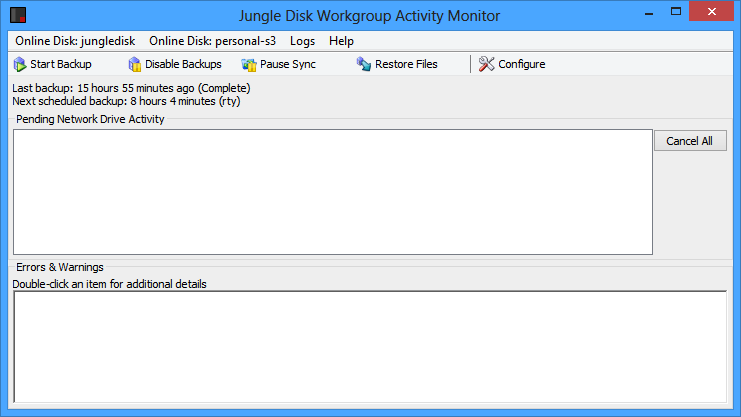 Jungle Disk Workgroup Activity Monitor
Online Disk: jungledisk Online Disk: personal-s3 Logs Help
Start Backup Disable Backups Pause Sync Restore Files Configure
Last backup: 15 hours 55 minutes ago (Complete)
Next scheduled backup: 8 hours 4 minutes (rty)
Pending Network Drive Activity
Cancel All
Errors & Warnings
Double-click an item for additional details